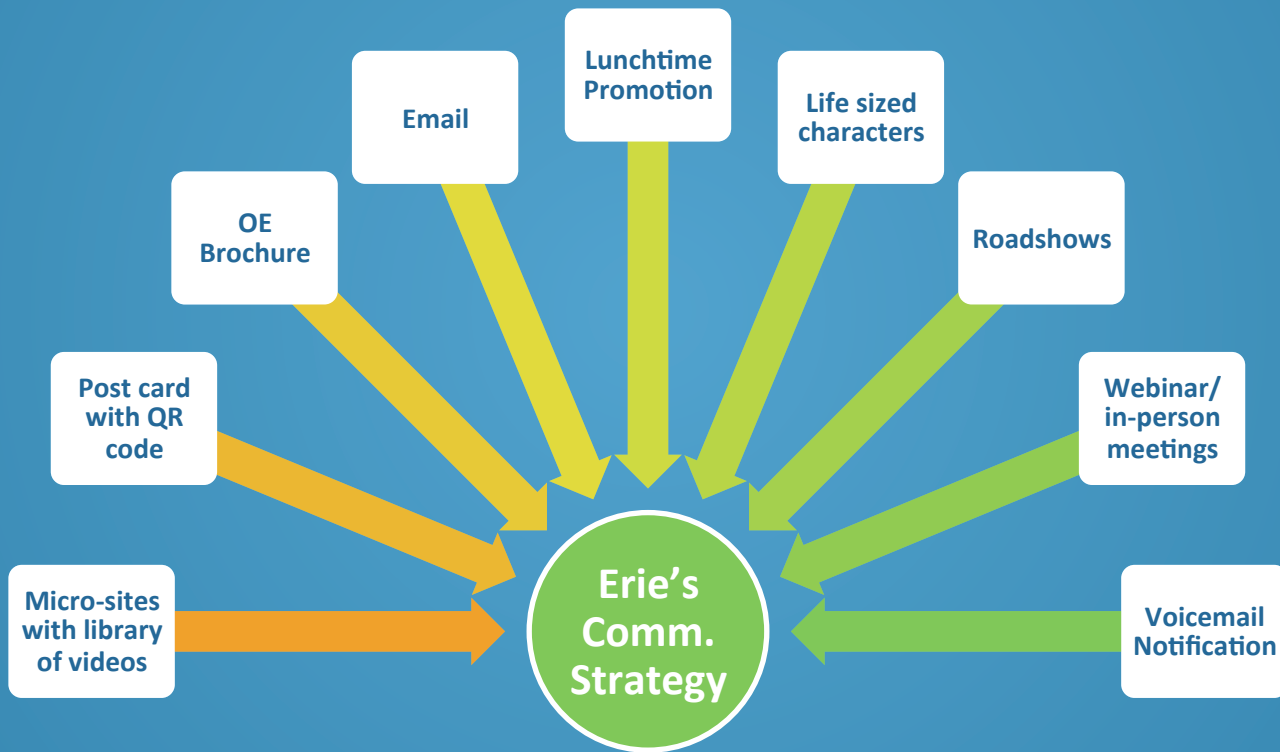 Micro-sites
with library
of videos
Post card
with QR
code
OE
Brochure
Email
Lunchtime
Promotion
Life sized
characters
Roadshows
Webinar/
in-person
meetings
Voicemail
Notification
Erie’s
Comm.
Strategy